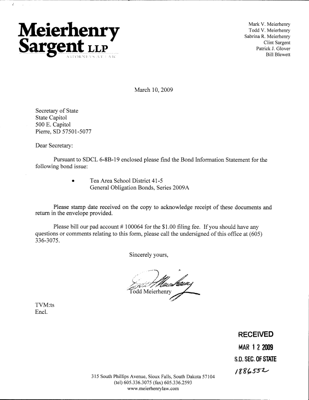 Meierhenry
Sargent LLP
ATTORNEYS AT LAW
Mark V. Meierhenry
Todd V. Meierhenry
Sabrina R. Meierhenry
Clint Sargent
Patrick J. Glover
Bill Blewett
March 10, 2009
Secretary of State
State Capitol
500 E. Capitol
Pierre, SD 57501-5077
Dear Secretary:
Pursuant to SDCL 6-8B-19 enclosed please find the Bond Information Statement for the
following bond issue:
• Tea Area School District 41-5
General Obligation Bonds, Series 2009A
Please stamp date received on the copy to acknowledge receipt of these documents and
return in the envelope provided.
Please bill our pad account # 100064 for the $1.00 filing fee. If you should have any
questions or comments relating to this form, please call the undersigned of this office at (605)
336-3075.
Sincerely yours,
Todd Meierhenry
TVM:ts
Encl.
RECEIVED
MAR 12 2009
S.D. SEC. OF STATE
1886552
315 South Phillips Avenue, Sioux Falls, South Dakota 57104
(tel) 605.336.3075 (fax) 605.336.2593
www.meierhenrylaw.com